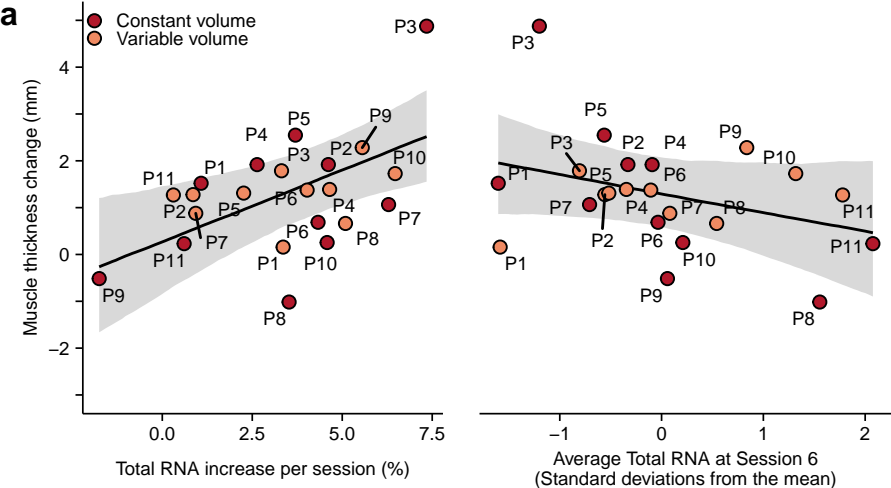 a
Constant volume
Variable volume
Muscle thickness change (mm)
4
2
0
−2
P3
P5
P4
P9
P3
P2
P10
P11
P1
P2
P5
P6
P4
P7
P7
P11
P6
P8
P1
P10
P9
P8
0.0
2.5
5.0
7.5
Total RNA increase per session (%)
P3
P5
P3
P2
P4
P9
P10
P1
P5
P6
P7
P4
P7
P8
P11
P2
P6
P11
P1
P10
P9
P8
−1
0
1
2
Average Total RNA at Session 6
(Standard deviations from the mean)